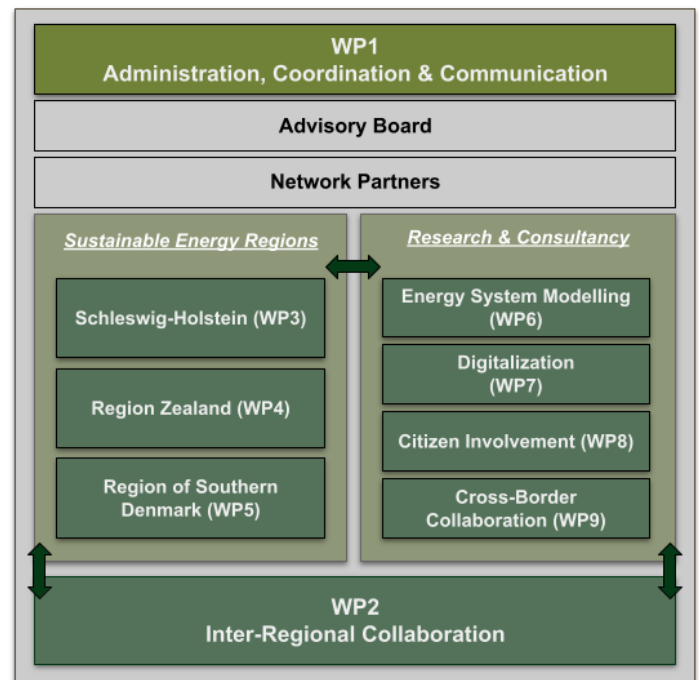 WP1
Administration, Coordination & Communication
Advisory Board
Network Partners
Sustainable Energy Regions
Schleswig-Holstein (WP3)
Region Zealand (WP4)
Region of Southern
Denmark (WP5)
Research & Consultancy
Energy System Modelling
(WP6)
Digitalization
(WP7)
Citizen Involvement (WP8)
Cross-Border
Collaboration (WP9)
WP2
Inter-Regional Collaboration